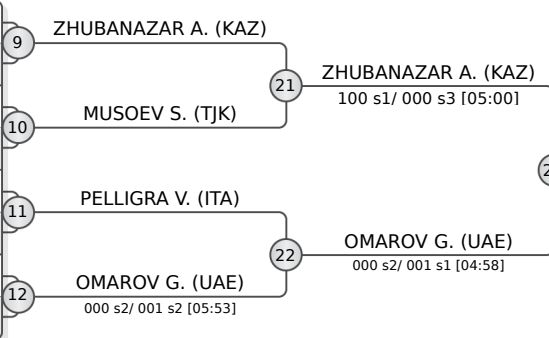 ZHUBANAZAR A. (KAZ)
9
21
ZHUBANAZAR A. (KAZ)
100 s1/ 000 s3 [05:00]
MUSOEV S. (TJK)
10
PELLIGRA V. (ITA)
11
22
OMAROV G. (UAE)
000 s2/ 001 s1 [04:58]
OMAROV G. (UAE)
12
000 s2/ 001 s2 [05:53]